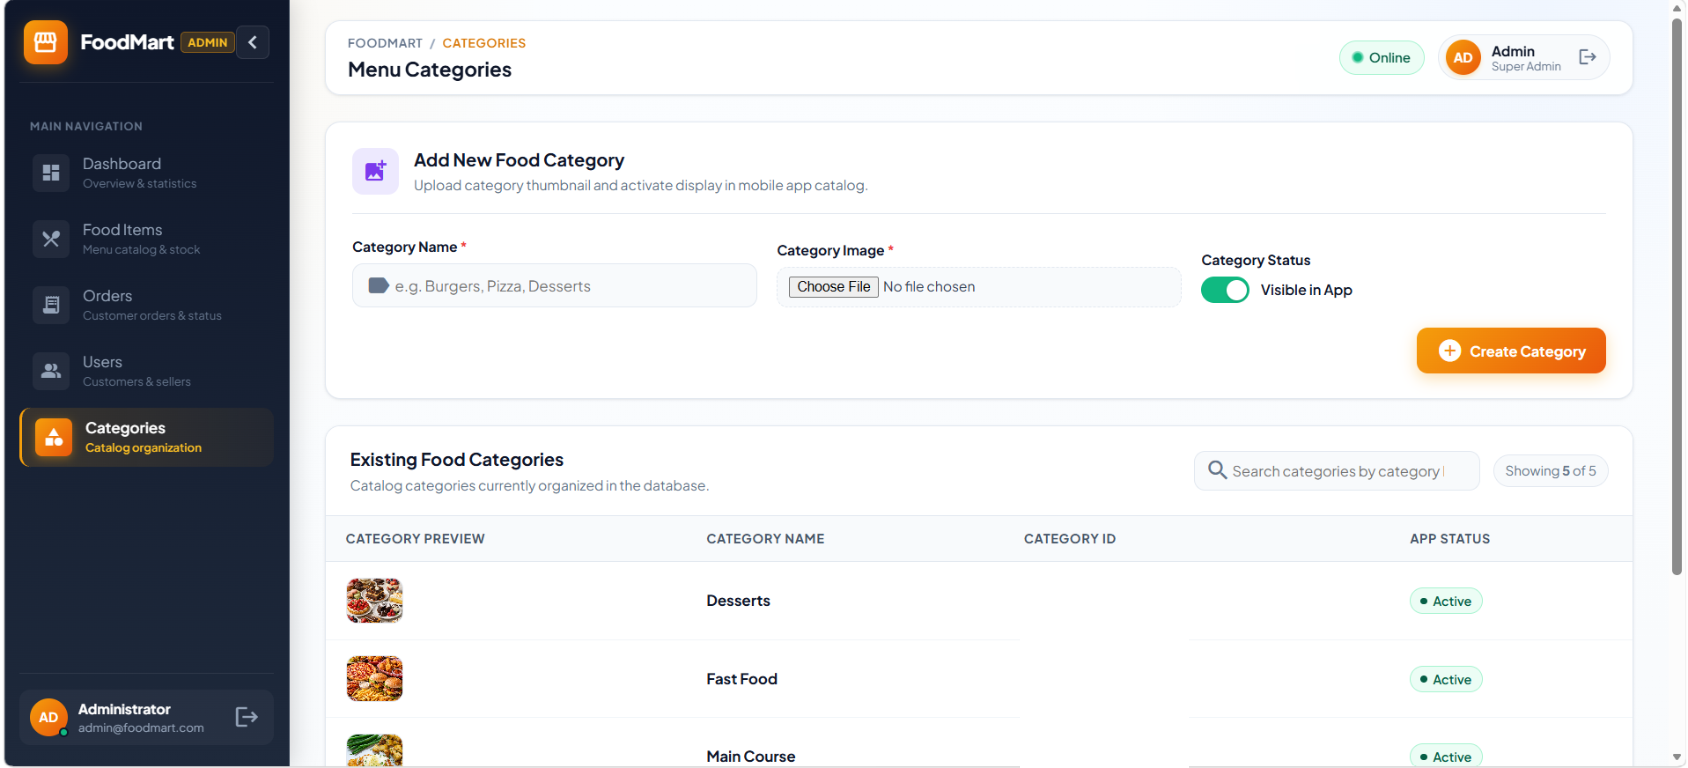 FoodMart ADMIN
MAIN NAVIGATION
Dashboard
Overview & statistics
Food Items
Menu catalog & stock
Orders
Customer orders & status
Users
Customers & sellers
Categories
Catalog organization
AD
Administrator
admin@foodmart.com
FOODMART / CATEGORIES
Menu Categories
Online
AD
Admin
Super Admin
Add New Food Category
Upload category thumbnail and activate display in mobile app catalog.
Category Name *
e.g. Burgers, Pizza, Desserts
Category Image *
Choose File No file chosen
Category Status
Visible in App
Create Category
Existing Food Categories
Catalog categories currently organized in the database.
Search categories by category
Showing 5 of 5
CATEGORY PREVIEW CATEGORY NAME CATEGORY ID APP STATUS
Desserts Active
Fast Food Active
Main Course Active